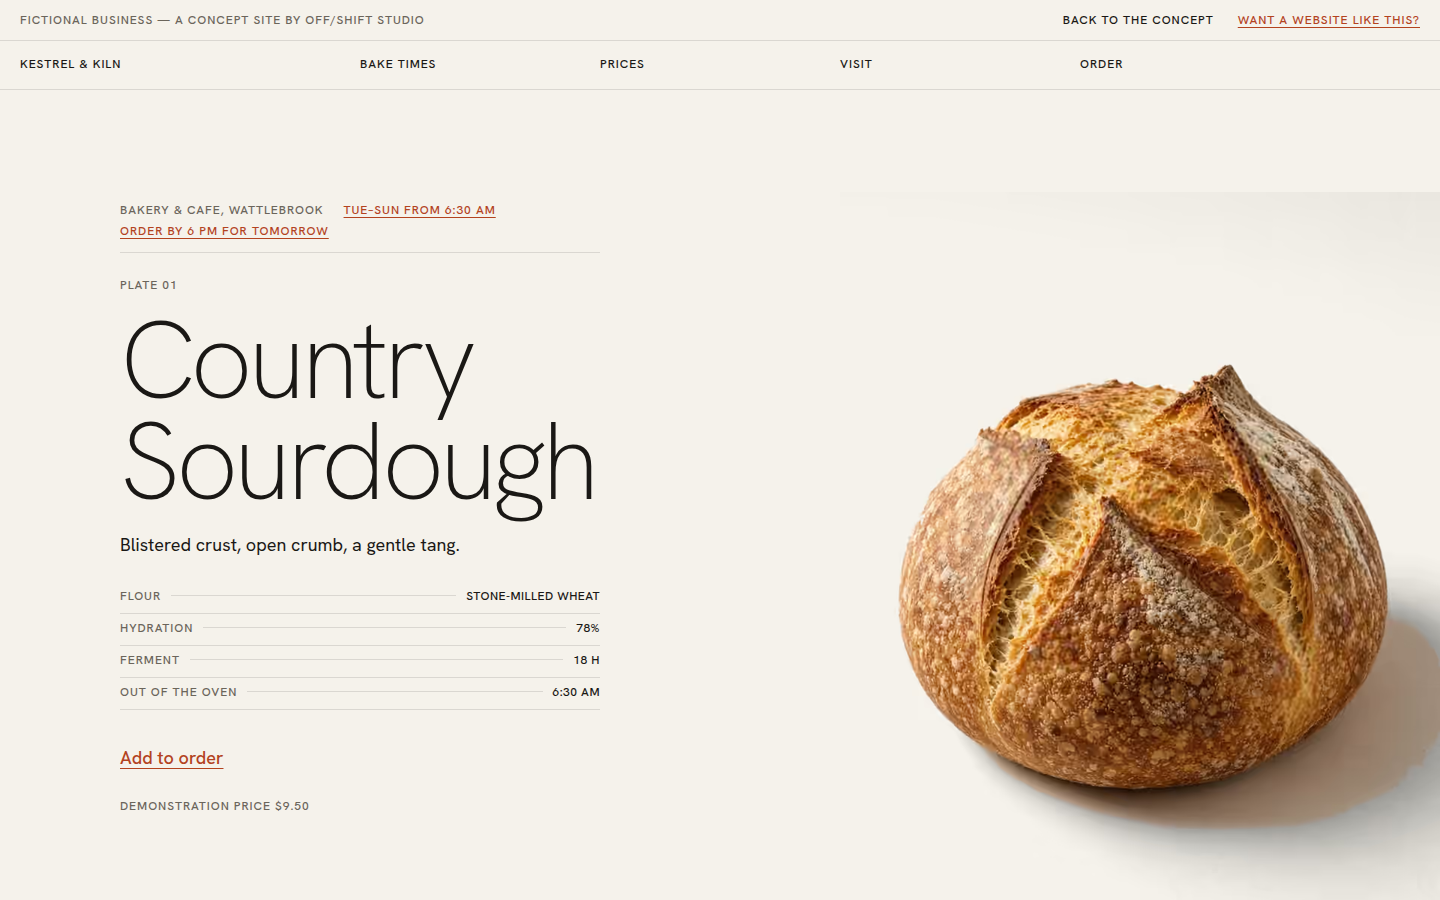 FICTIONAL BUSINESS — A CONCEPT SITE BY OFF/SHIFT STUDIO
BACK TO THE CONCEPT
WANT A WEBSITE LIKE THIS?
KESTREL & KILN
BAKE TIMES
PRICES
VISIT
ORDER
BAKERY & CAFE, WATTLEBROOK
TUE–SUN FROM 6:30 AM
ORDER BY 6 PM FOR TOMORROW
PLATE 01
Country
Sourdough
Blistered crust, open crumb, a gentle tang.
FLOUR STONE-MILLED WHEAT
HYDRATION 78%
FERMENT 18 H
OUT OF THE OVEN 6:30 AM
Add to order
DEMONSTRATION PRICE $9.50